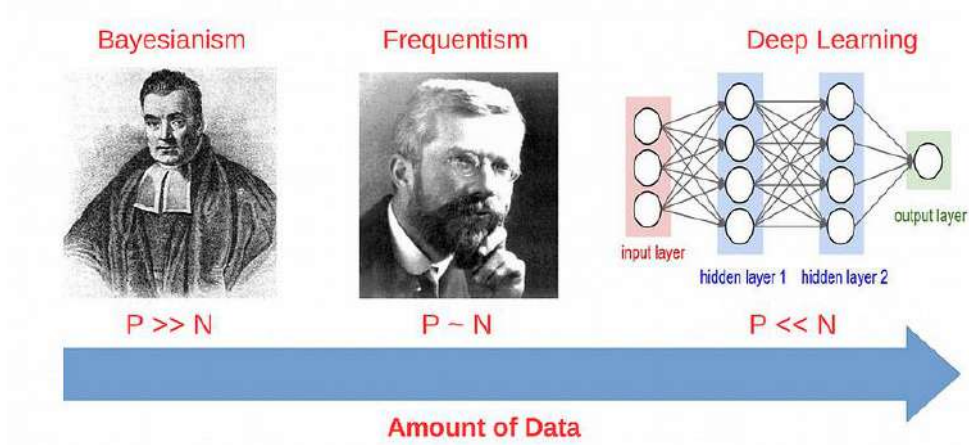 Bayesianism
Frequentism
Deep Learning
input layer
hidden layer 1
hidden layer 2
output layer
P >> N
P ~ N
P << N
Amount of Data